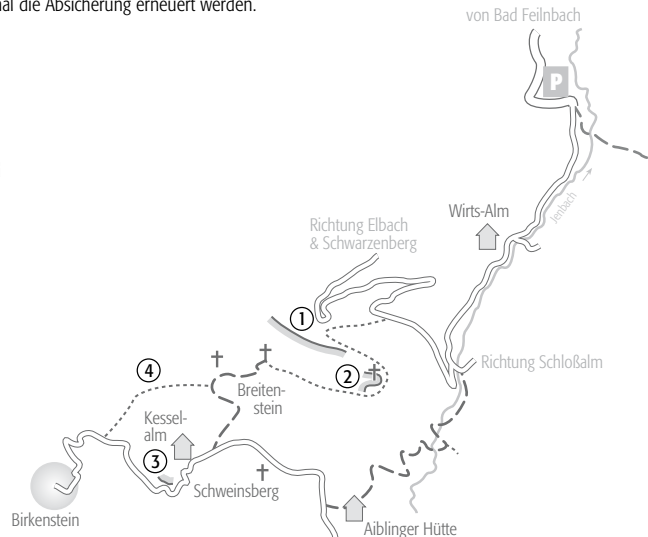 al die Absicherung erneuert werden.
von Bad Feilnbach
P
Jenbach
Wirts-Alm
Richtung Elbach
& Schwarzenberg
1
Richtung Schloßalm
2
4
Breiten-
stein
Kessel-
alm
3
Schweinsberg
Birkenstein
Aiblinger Hütte